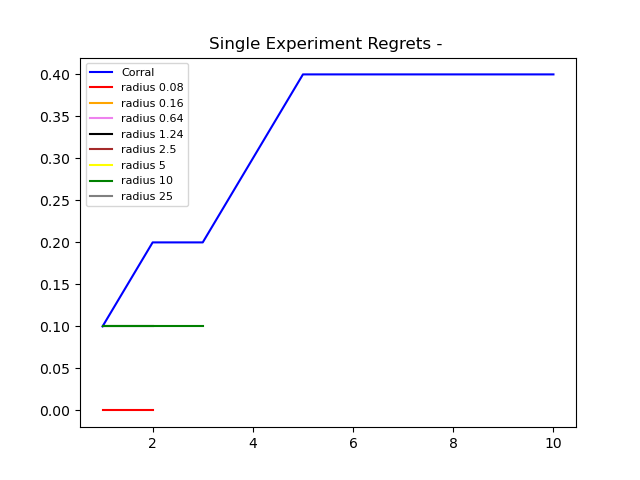 Single Experiment Regrets -
Corral
radius 0.08
radius 0.16
radius 0.64
radius 1.24
radius 2.5
radius 5
radius 10
radius 25
0.40
0.35
0.30
0.25
0.20
0.15
0.10
0.05
0.00
2 4 6 8 10